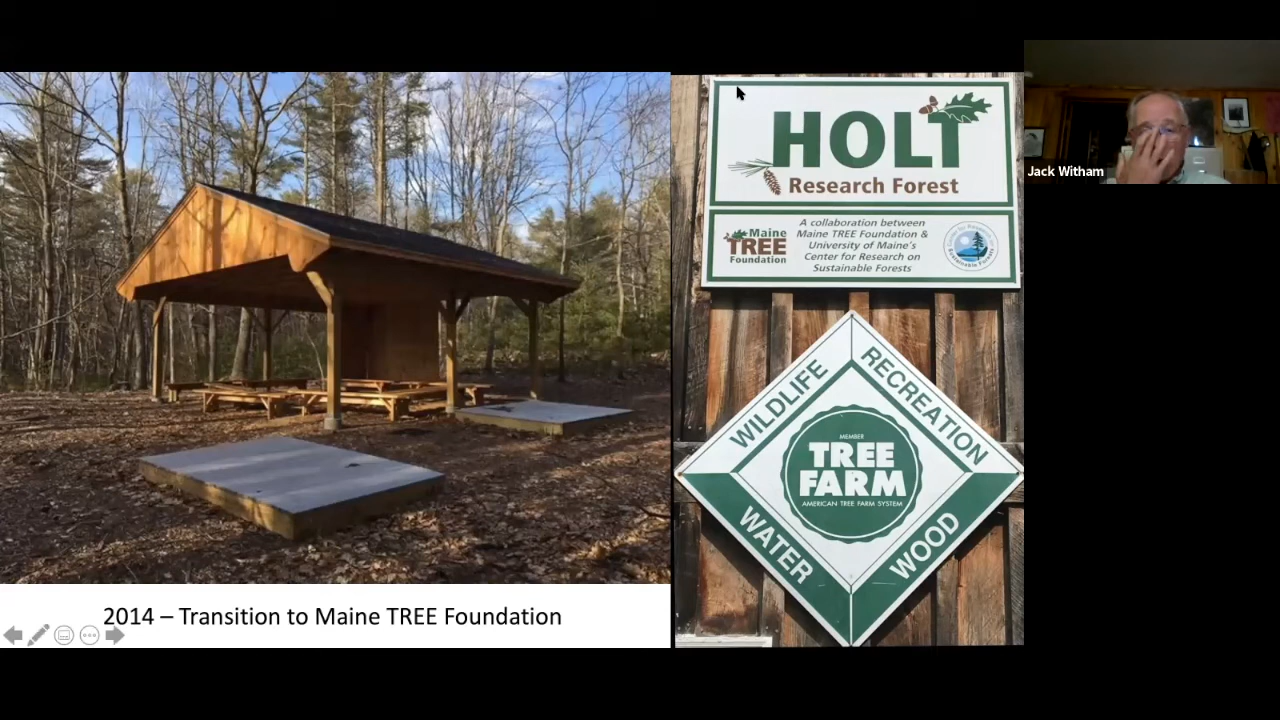 HOLT
Research Forest
Maine
TREE
Foundation
A collaboration between
Maine TREE Foundation &
University of Maine's
Center for Research on
Sustainable Forests
WILDLIFE
RECREATION
MEMBER
TREE
FARM
AMERICAN TREE FARM SYSTEM
WATER
WOOD
2014 – Transition to Maine TREE Foundation
Jack Witham